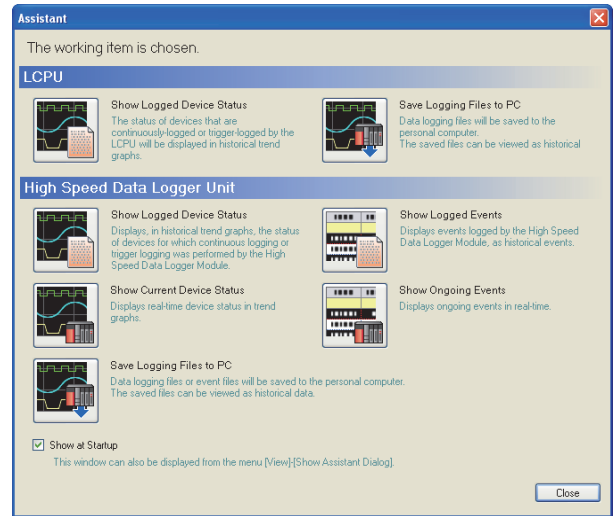 Assistant
The working item is chosen.
LCPU
Show Logged Device Status
The status of devices that are
continuously-logged or trigger-logged by the
LCPU will be displayed in historical trend
graphs.
Save Logging Files to PC
Data logging files will be saved to the
personal computer.
The saved files can be viewed as historical
High Speed Data Logger Unit
Show Logged Device Status
Displays, in historical trend graphs, the status
of devices for which continuous logging or
trigger logging was performed by the High
Speed Data Logger Module.
Show Logged Events
Displays events logged by the High Speed
Data Logger Module, as historical events.
Show Current Device Status
Displays real-time device status in trend
graphs.
Show Ongoing Events
Displays ongoing events in real-time.
Save Logging Files to PC
Data logging files or event files will be saved to the personal computer.
The saved files can be viewed as historical data.
Show at Startup
This window can also be displayed from the menu [View]-[Show Assistant Dialog].
Close